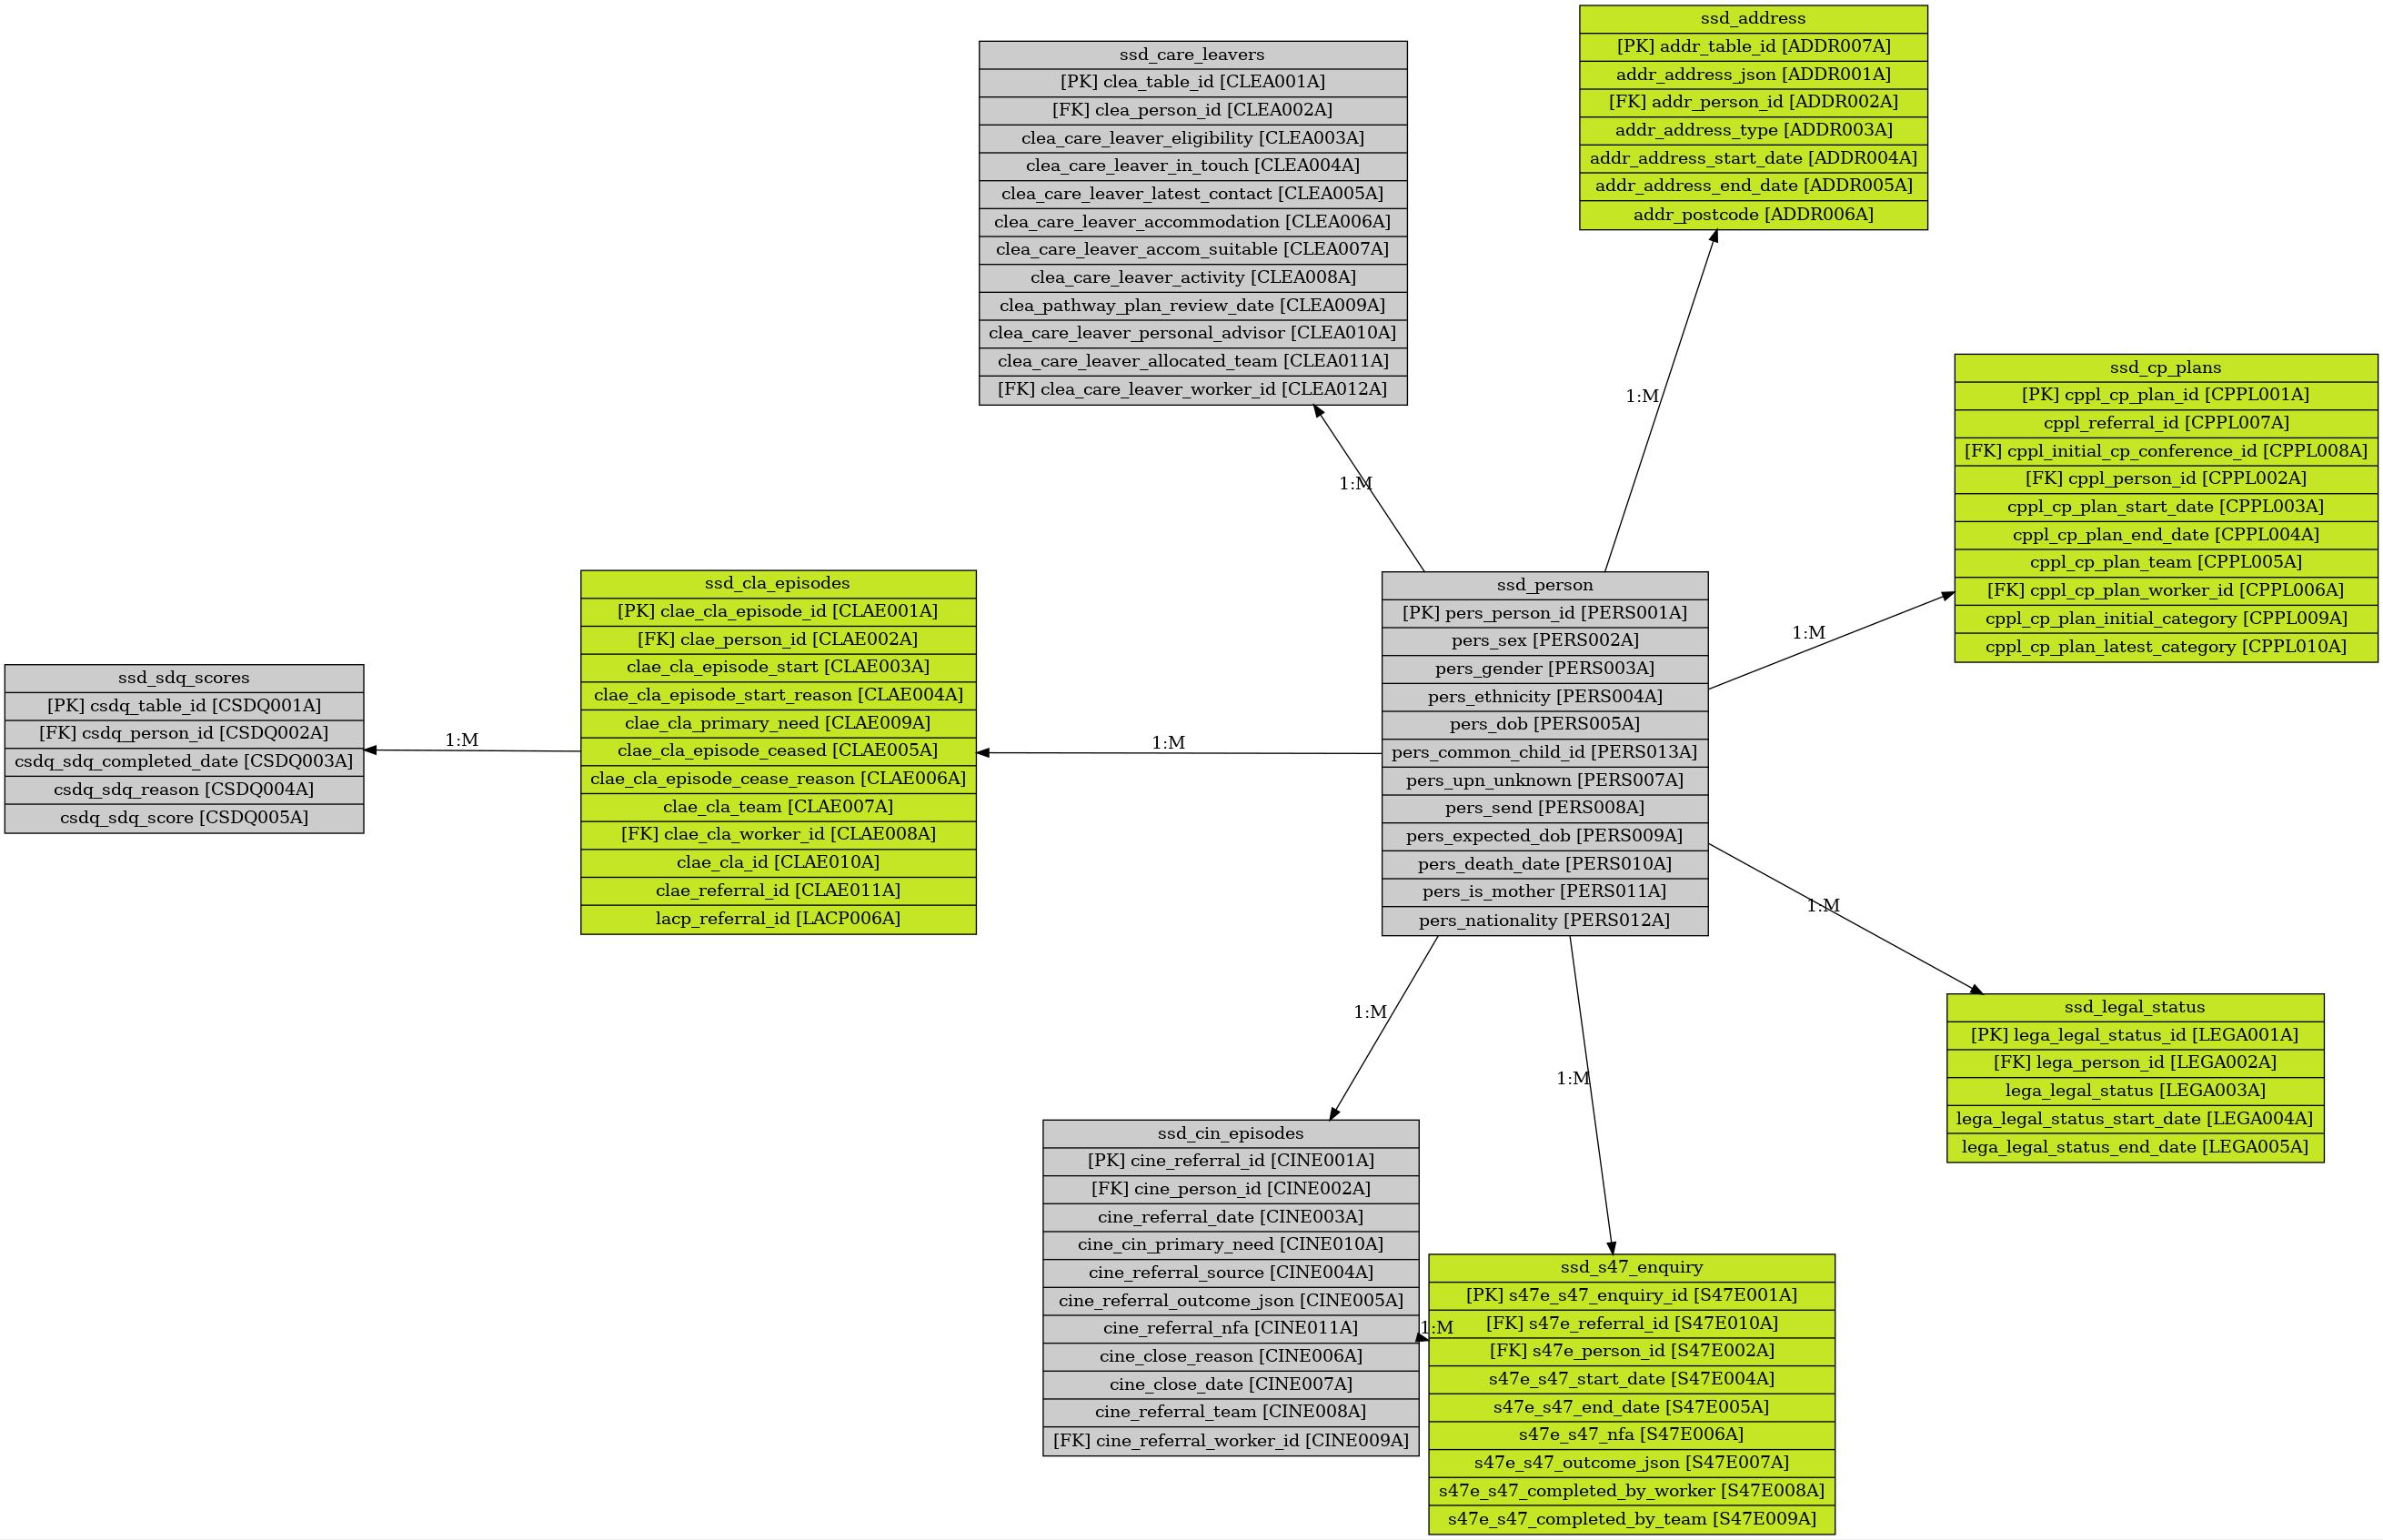 ssd_address
[PK] addr_table_id [ADDR007A]
addr_address_json [ADDR001A]
[FK] addr_person_id [ADDR002A]
addr_address_type [ADDR003A]
addr_address_start_date [ADDR004A]
addr_address_end_date [ADDR005A]
addr_postcode [ADDR006A]
ssd_care_leavers
[PK] clea_table_id [CLEA001A]
[FK] clea_person_id [CLEA002A]
clea_care_leaver_eligibility [CLEA003A]
clea_care_leaver_in_touch [CLEA004A]
clea_care_leaver_latest_contact [CLEA005A]
clea_care_leaver_accommodation [CLEA006A]
clea_care_leaver_accom_suitable [CLEA007A]
clea_care_leaver_activity [CLEA008A]
clea_pathway_plan_review_date [CLEA009A]
clea_care_leaver_personal_advisor [CLEA010A]
clea_care_leaver_allocated_team [CLEA011A]
[FK] clea_care_leaver_worker_id [CLEA012A]
1:M
1:M
ssd_cp_plans
[PK] cppl_cp_plan_id [CPPL001A]
cppl_referral_id [CPPL007A]
[FK] cppl_initial_cp_conference_id [CPPL008A]
[FK] cppl_person_id [CPPL002A]
cppl_cp_plan_start_date [CPPL003A]
cppl_cp_plan_end_date [CPPL004A]
cppl_cp_plan_team [CPPL005A]
[FK] cppl_cp_plan_worker_id [CPPL006A]
cppl_cp_plan_initial_category [CPPL009A]
cppl_cp_plan_latest_category [CPPL010A]
1:M
ssd_sdq_scores
[PK] csdq_table_id [CSDQ001A]
[FK] csdq_person_id [CSDQ002A]
csdq_sdq_completed_date [CSDQ003A]
csdq_sdq_reason [CSDQ004A]
csdq_sdq_score [CSDQ005A]
1:M
ssd_cla_episodes
[PK] clae_cla_episode_id [CLAE001A]
[FK] clae_person_id [CLAE002A]
clae_cla_episode_start [CLAE003A]
clae_cla_episode_start_reason [CLAE004A]
clae_cla_primary_need [CLAE009A]
clae_cla_episode_ceased [CLAE005A]
clae_cla_episode_cease_reason [CLAE006A]
clae_cla_team [CLAE007A]
[FK] clae_cla_worker_id [CLAE008A]
clae_cla_id [CLAE010A]
clae_referral_id [CLAE011A]
lacp_referral_id [LACP006A]
1:M
ssd_person
[PK] pers_person_id [PERS001A]
pers_sex [PERS002A]
pers_gender [PERS003A]
pers_ethnicity [PERS004A]
pers_dob [PERS005A]
pers_common_child_id [PERS013A]
pers_upn_unknown [PERS007A]
pers_send [PERS008A]
pers_expected_dob [PERS009A]
pers_death_date [PERS010A]
pers_is_mother [PERS011A]
pers_nationality [PERS012A]
1:M
1:M
1:M
ssd_legal_status
[PK] lega_legal_status_id [LEGA001A]
[FK] lega_person_id [LEGA002A]
lega_legal_status [LEGA003A]
lega_legal_status_start_date [LEGA004A]
lega_legal_status_end_date [LEGA005A]
ssd_cin_episodes
[PK] cine_referral_id [CINE001A]
[FK] cine_person_id [CINE002A]
cine_referral_date [CINE003A]
cine_cin_primary_need [CINE010A]
cine_referral_source [CINE004A]
cine_referral_outcome_json [CINE005A]
cine_referral_nfa [CINE011A]
cine_close_reason [CINE006A]
cine_close_date [CINE007A]
cine_referral_team [CINE008A]
[FK] cine_referral_worker_id [CINE009A]
1:M
ssd_s47_enquiry
[PK] s47e_s47_enquiry_id [S47E001A]
[FK] s47e_referral_id [S47E010A]
[FK] s47e_person_id [S47E002A]
s47e_s47_start_date [S47E004A]
s47e_s47_end_date [S47E005A]
s47e_s47_nfa [S47E006A]
s47e_s47_outcome_json [S47E007A]
s47e_s47_completed_by_worker [S47E008A]
s47e_s47_completed_by_team [S47E009A]